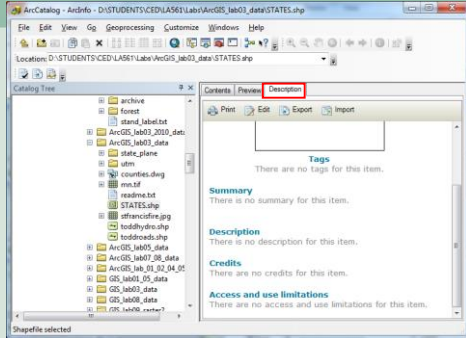 ArcCatalog - ArcInfo - D:\STUDENTS\CED\LA561\Labs\ArcGIS_lab03_data\STATES.shp
File Edit View Go Geoprocessing Customize Windows Help
Location: D:\STUDENTS\CED\LA561\Labs\ArcGIS_lab03_data\STATES.shp
Catalog Tree
Contents Preview Description
Print Edit Export Import
archive
forest
stand_label.txt
ArcGIS_lab03_2010_data
ArcGIS_lab03_data
state_plane
utm
counties.dwg
mn.tif
readme.txt
STATES.shp
stfrancisfire.jpg
toddhydro.shp
toddroads.shp
ArcGIS_lab05_data
ArcGIS_lab07_08_data
ArcGIS_lab_01_02_04_05
GIS_lab01_05_data
GIS_lab03_data
GIS_lab08_data
GIS_lab09_raster2
Tags
There are no tags for this item.
Summary
There is no summary for this item.
Description
There is no description for this item.
Credits
There are no credits for this item.
Access and use limitations
There are no access and use limitations for this item.
Shapefile selected